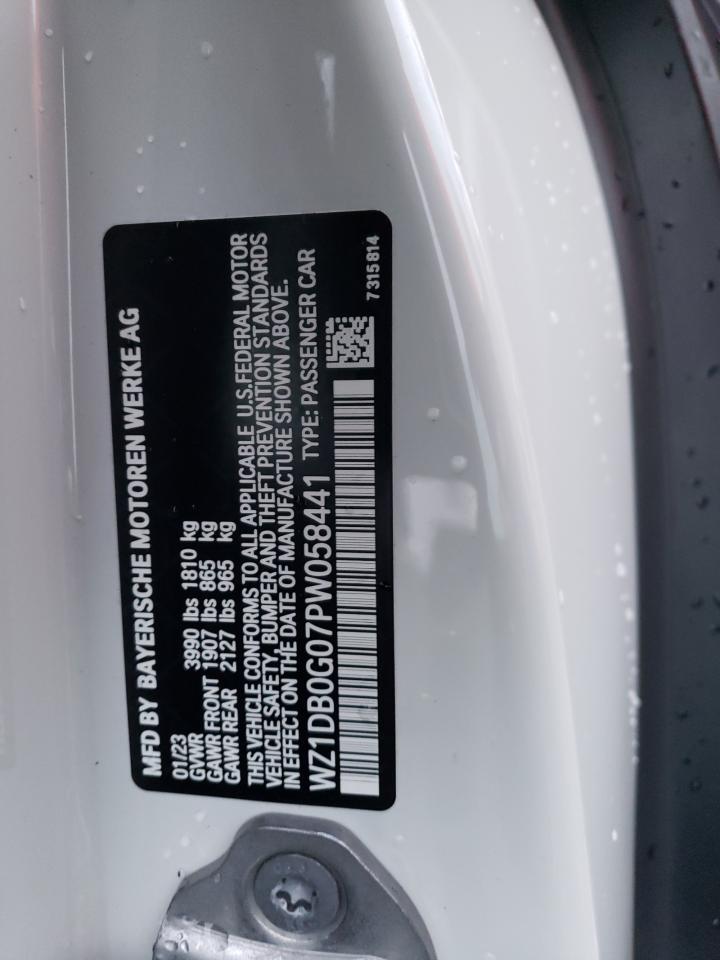 MFD BY BAYERISCHE MOTOREN WERKE AG
01/23
GVWR 3990 lbs 1810 kg
GAWR FRONT 1907 lbs 865 kg
GAWR REAR 2127 lbs 965 kg
THIS VEHICLE CONFORMS TO ALL APPLICABLE U.S. FEDERAL MOTOR
VEHICLE SAFETY, BUMPER AND THEFT PREVENTION STANDARDS
IN EFFECT ON THE DATE OF MANUFACTURE SHOWN ABOVE.
WZ1DB0G07PW058441 TYPE: PASSENGER CAR
7 315 814